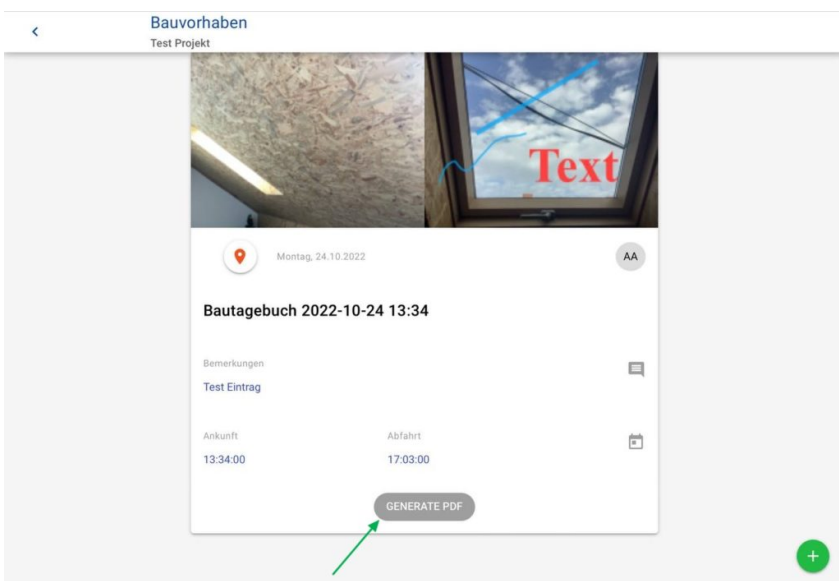 Bauvorhaben
Test Projekt
Text
Montag, 24.10.2022
AA
Bautagebuch 2022-10-24 13:34
Bemerkungen
Test Eintrag
Ankunft
Abfahrt
13:34:00
17:03:00
GENERATE PDF